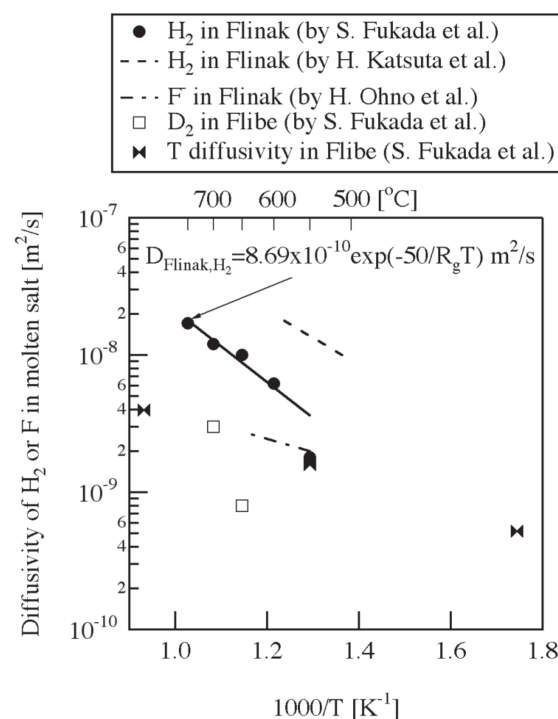 H2 in Flinak (by S. Fukada et al.)
H2 in Flinak (by H. Katsuta et al.)
F- in Flinak (by H. Ohno et al.)
D2 in Flibe (by S. Fukada et al.)
T diffusivity in Flibe (S. Fukada et al.)
700 600 500 [°C]
10-7
6
4
DFlinak,H2=8.69x10-10exp(-50/RgT) m2/s
2
10-8
6
4
2
10-9
6
4
2
10-10
Diffusivity of H2 or F in molten salt [m2/s]
1.0 1.2 1.4 1.6 1.8
1000/T [K-1]